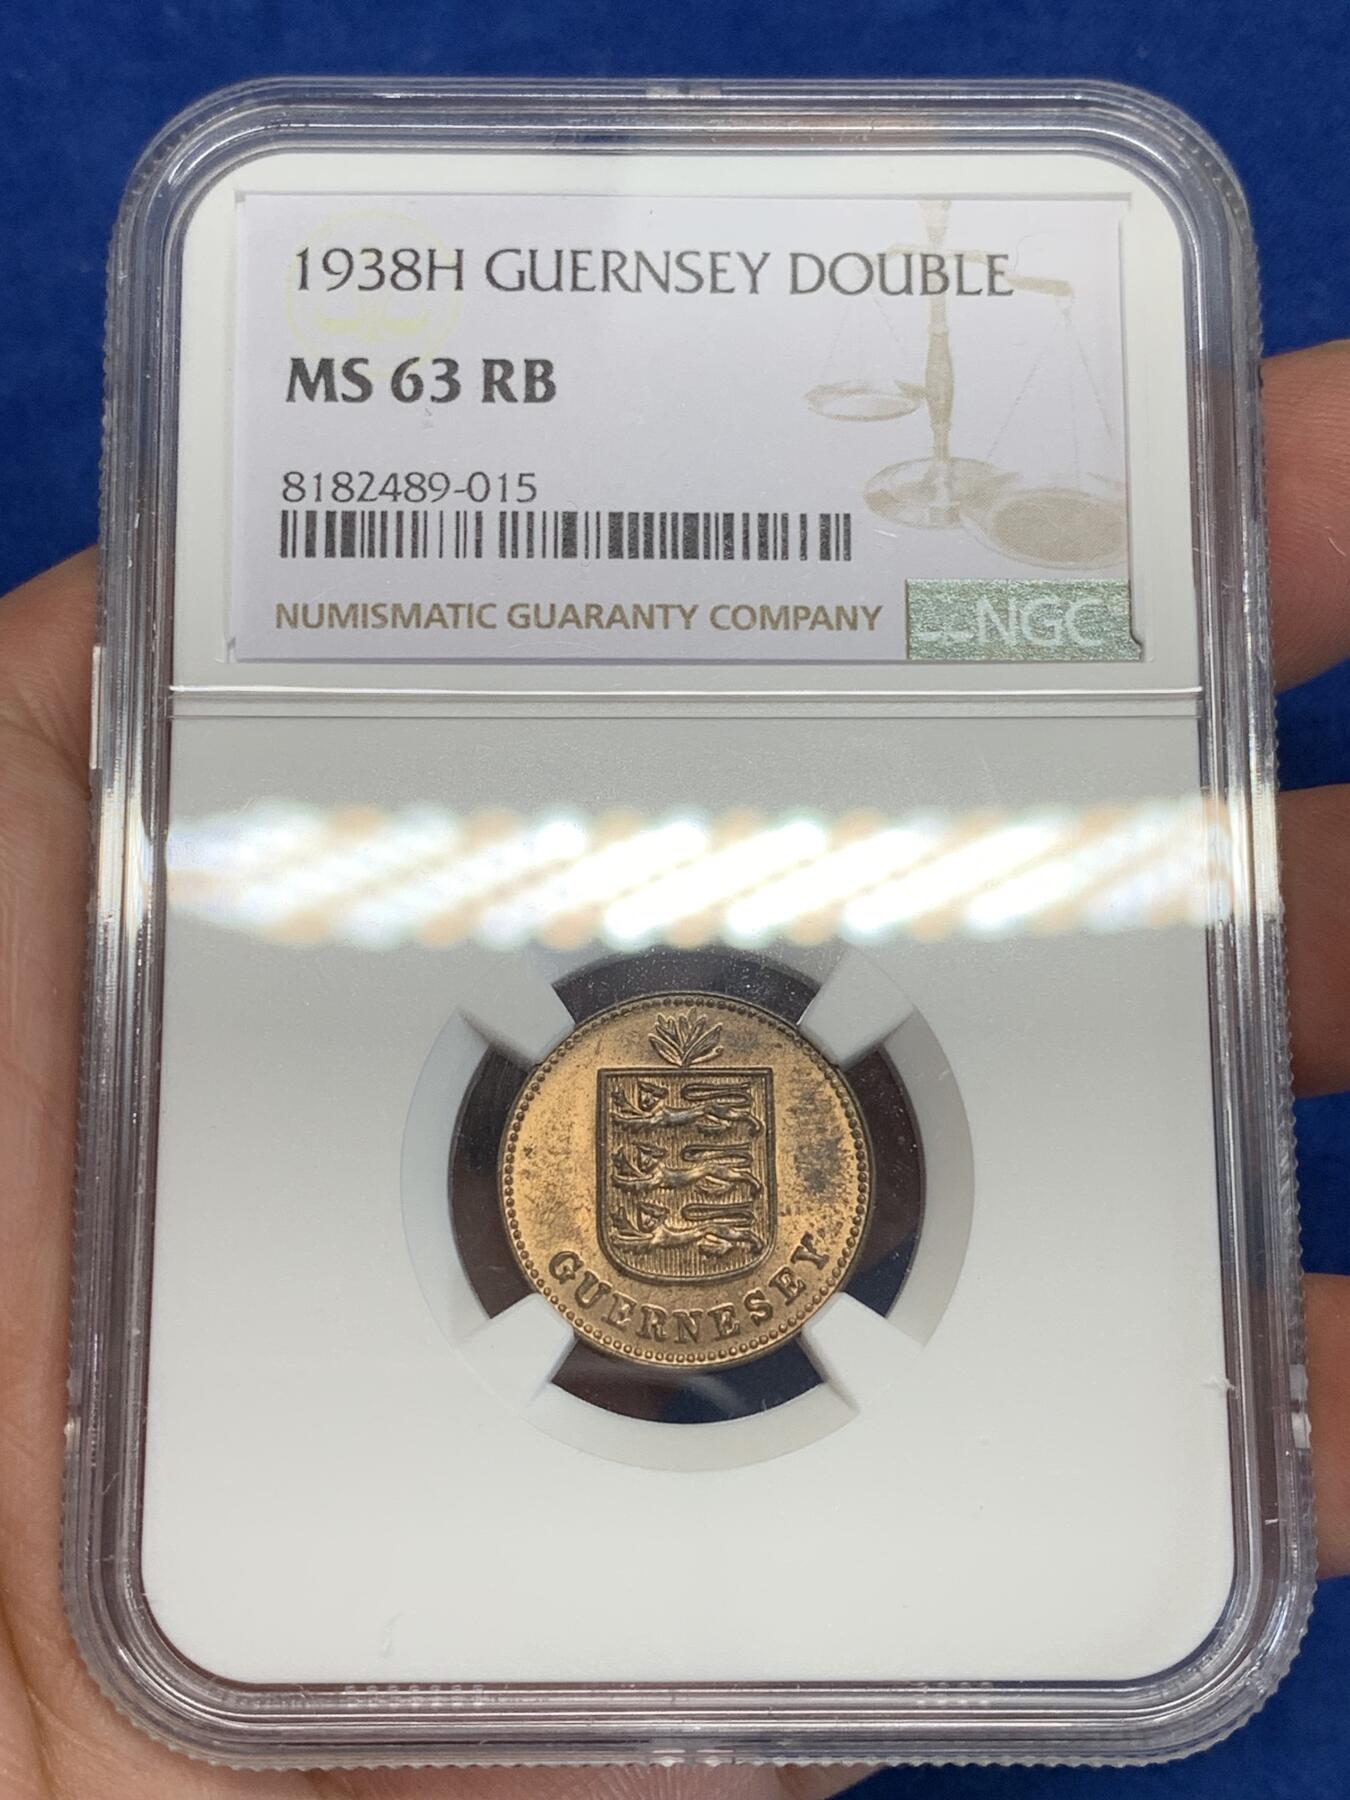 1938H GUERNSEY DOUBLE
MS 63 RB
8182489-015
NUMISMATIC GUARANTY COMPANY
NGC
GUERNESEY